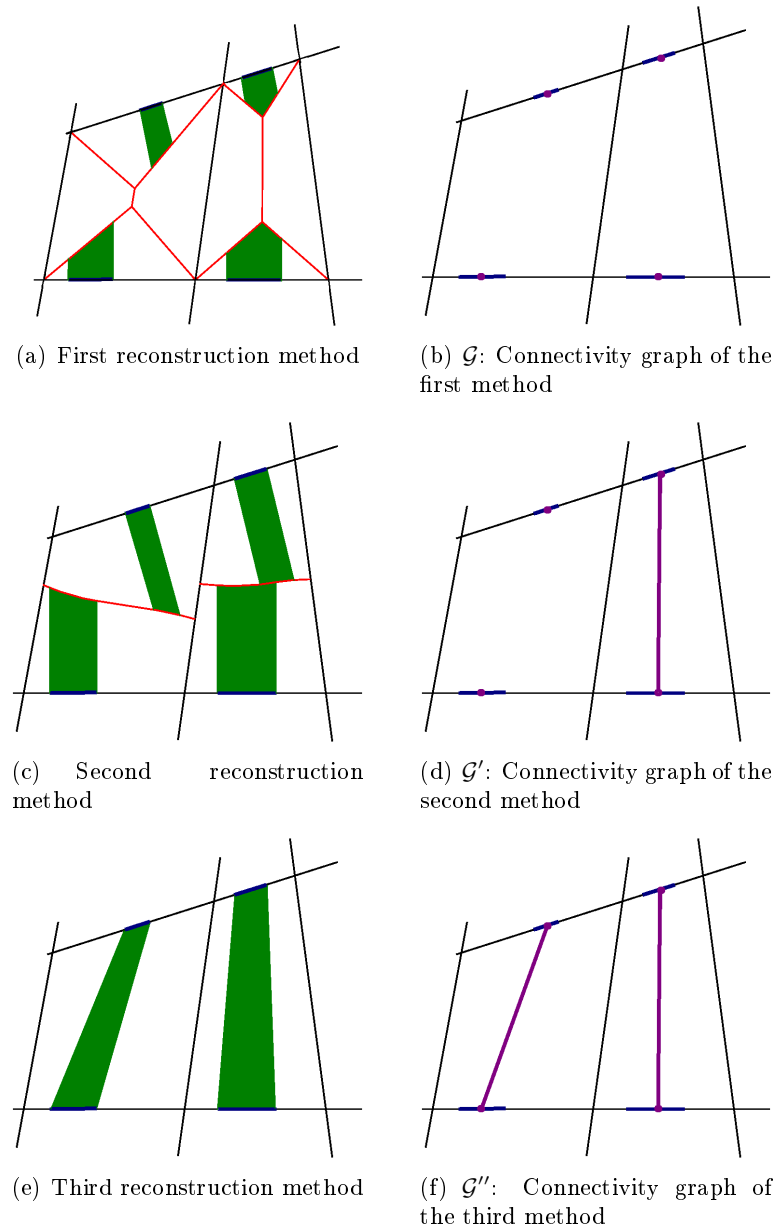 (a) First reconstruction method
(b) 𝒢: Connectivity graph of the
first method
(c) Second reconstruction
method
(d) 𝒢′: Connectivity graph of the
second method
(e) Third reconstruction method
(f) 𝒢″: Connectivity graph of
the third method